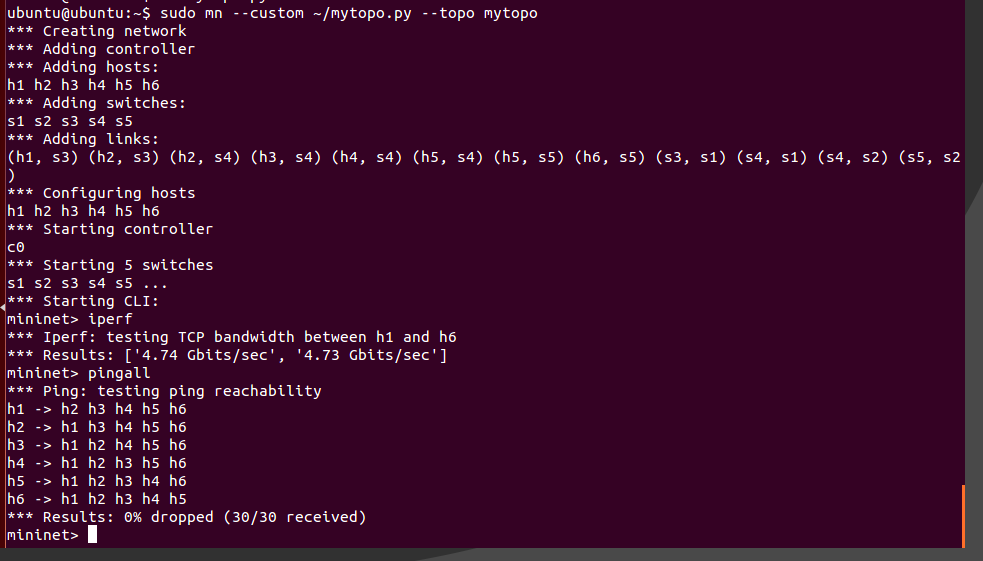 ubuntu@ubuntu:~$ sudo mn --custom ~/mytopo.py --topo mytopo
*** Creating network
*** Adding controller
*** Adding hosts:
h1 h2 h3 h4 h5 h6
*** Adding switches:
s1 s2 s3 s4 s5
*** Adding links:
(h1, s3) (h2, s3) (h2, s4) (h3, s4) (h4, s4) (h5, s4) (h5, s5) (h6, s5) (s3, s1) (s4, s1) (s4, s2) (s5, s2
)
*** Configuring hosts
h1 h2 h3 h4 h5 h6
*** Starting controller
c0
*** Starting 5 switches
s1 s2 s3 s4 s5 ...
*** Starting CLI:
mininet> iperf
*** Iperf: testing TCP bandwidth between h1 and h6
*** Results: ['4.74 Gbits/sec', '4.73 Gbits/sec']
mininet> pingall
*** Ping: testing ping reachability
h1 -> h2 h3 h4 h5 h6
h2 -> h1 h3 h4 h5 h6
h3 -> h1 h2 h4 h5 h6
h4 -> h1 h2 h3 h5 h6
h5 -> h1 h2 h3 h4 h6
h6 -> h1 h2 h3 h4 h5
*** Results: 0% dropped (30/30 received)
mininet>